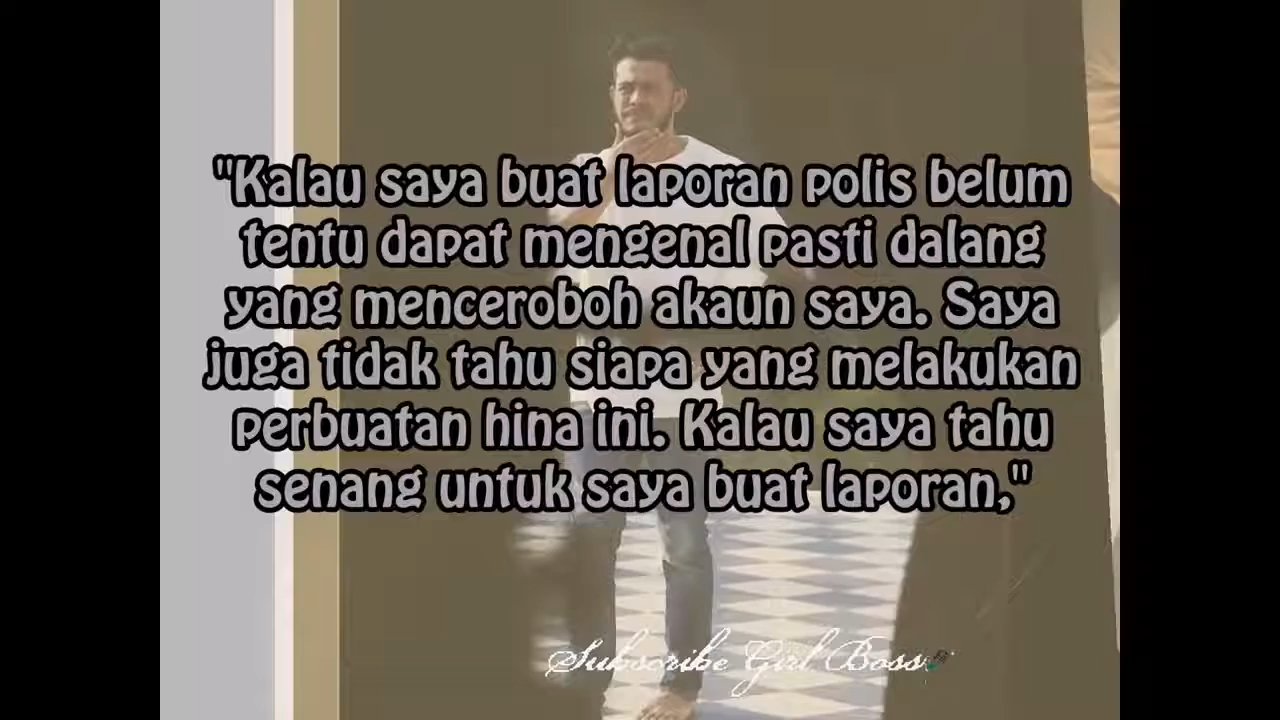 "Kalau saya buat laporan polis belum
tentu dapat mengenal pasti dalang
yang menceroboh akaun saya. Saya
juga tidak tahu siapa yang melakukan
perbuatan hina ini. Kalau saya tahu
senang untuk saya buat laporan,"
Subscribe Girl Boss